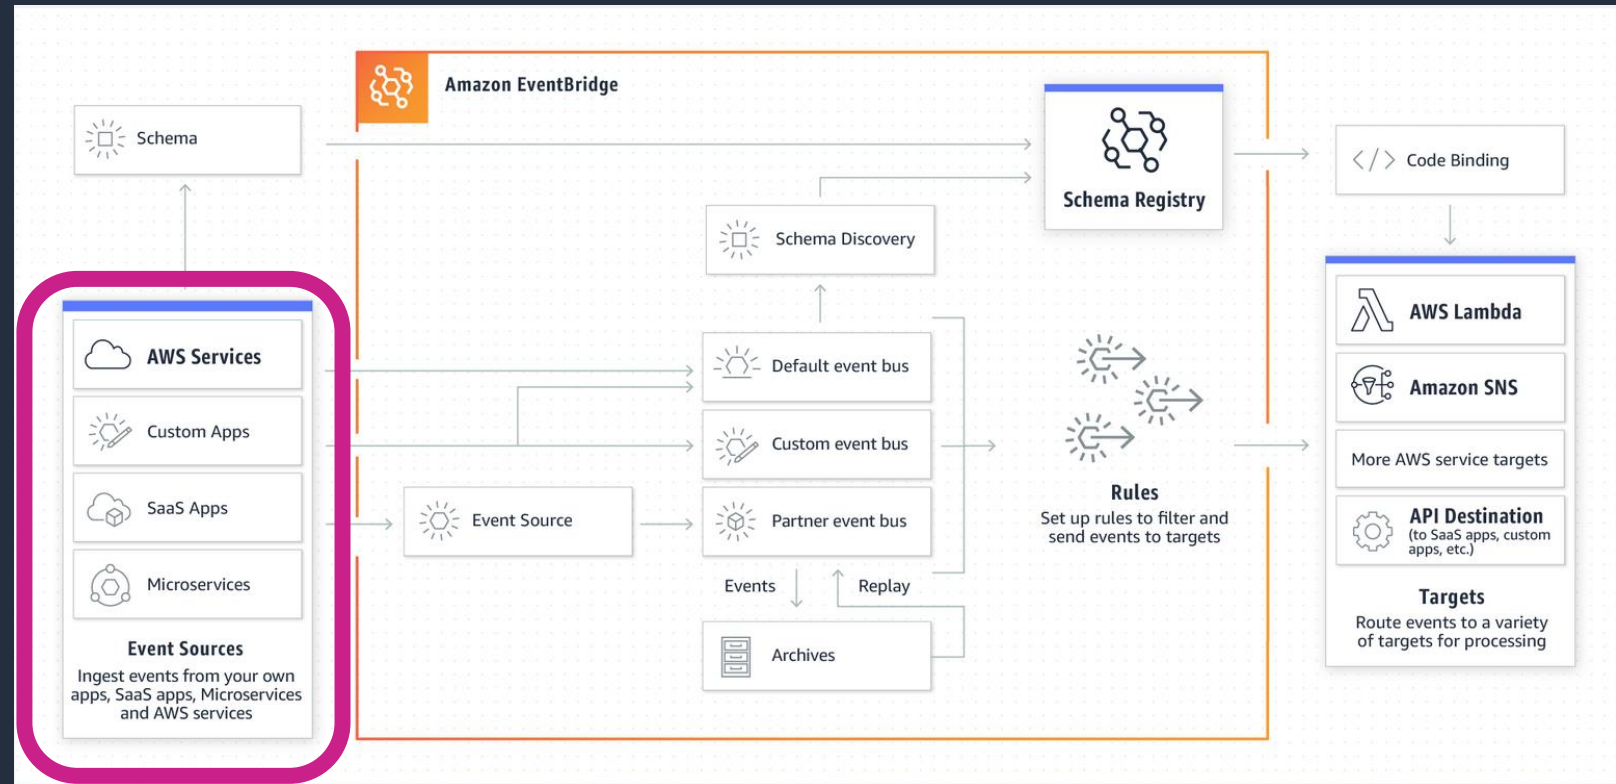 Amazon EventBridge
Schema
Schema Registry
Code Binding
Schema Discovery
AWS Services
Custom Apps
SaaS Apps
Microservices
Event Sources
Ingest events from your own
apps, SaaS apps, Microservices
and AWS services
Event Source
Default event bus
Custom event bus
Partner event bus
Events
Replay
Archives
Rules
Set up rules to filter and
send events to targets
AWS Lambda
Amazon SNS
More AWS service targets
API Destination
(to SaaS apps, custom
apps, etc.)
Targets
Route events to a variety
of targets for processing